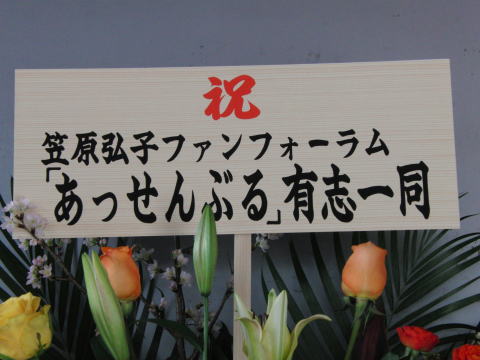 祝
笠原弘子ファンフォーラム
「あっせんぶる」有志一同